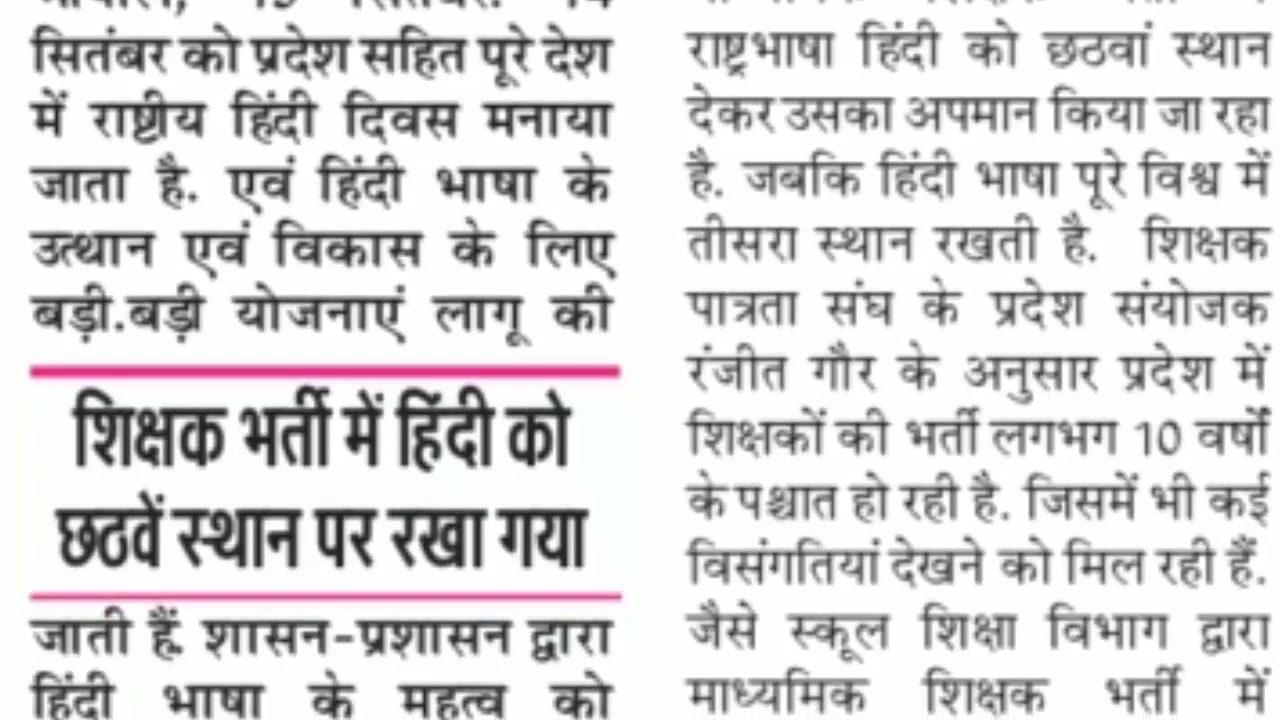 सितंबर को प्रदेश सहित पूरे देश
में राष्ट्रीय हिंदी दिवस मनाया
जाता है. एवं हिंदी भाषा के
उत्थान एवं विकास के लिए
बड़ी.बड़ी योजनाएं लागू की
शिक्षक भर्ती में हिंदी को
छठवें स्थान पर रखा गया
जाती हैं. शासन-प्रशासन द्वारा
हिंदी भाषा के महत्व को
राष्ट्रभाषा हिंदी को छठवां स्थान
देकर उसका अपमान किया जा रहा
है. जबकि हिंदी भाषा पूरे विश्व में
तीसरा स्थान रखती है. शिक्षक
पात्रता संघ के प्रदेश संयोजक
रंजीत गौर के अनुसार प्रदेश में
शिक्षकों की भर्ती लगभग 10 वर्षों
के पश्चात हो रही है. जिसमें भी कई
विसंगतियां देखने को मिल रही हैं.
जैसे स्कूल शिक्षा विभाग द्वारा
माध्यमिक शिक्षक भर्ती में